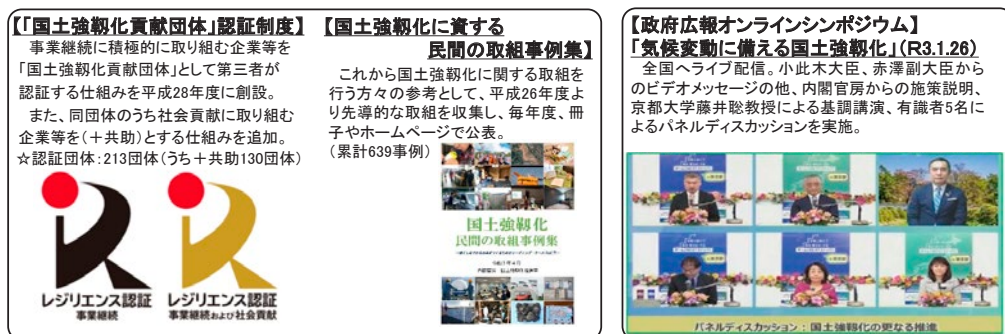 【「国土強靱化貢献団体」認証制度】
事業継続に積極的に取り組む企業等を
「国土強靱化貢献団体」として第三者が
認証する仕組みを平成28年度に創設。
また、同団体のうち社会貢献に取り組む
企業等を(+共助)とする仕組みを追加。
☆認証団体:213団体(うち+共助130団体)
レジリエンス認証
事業継続
レジリエンス認証
事業継続および社会貢献
【国土強靱化に資する
民間の取組事例集】
これから国土強靱化に関する取組を
行う方々の参考として、平成26年度よ
り先導的な取組を収集し、毎年度、冊
子やホームページで公表。
(累計639事例)
国土強靱化
民間の取組事例集
【政府広報オンラインシンポジウム】
「気候変動に備える国土強靱化」(R3.1.26)
全国へライブ配信。小此木大臣、赤澤副大臣から
のビデオメッセージの他、内閣官房からの施策説明、
京都大学藤井聡教授による基調講演、有識者5名に
よるパネルディスカッションを実施。
パネルディスカッション:国土強靱化の更なる推進